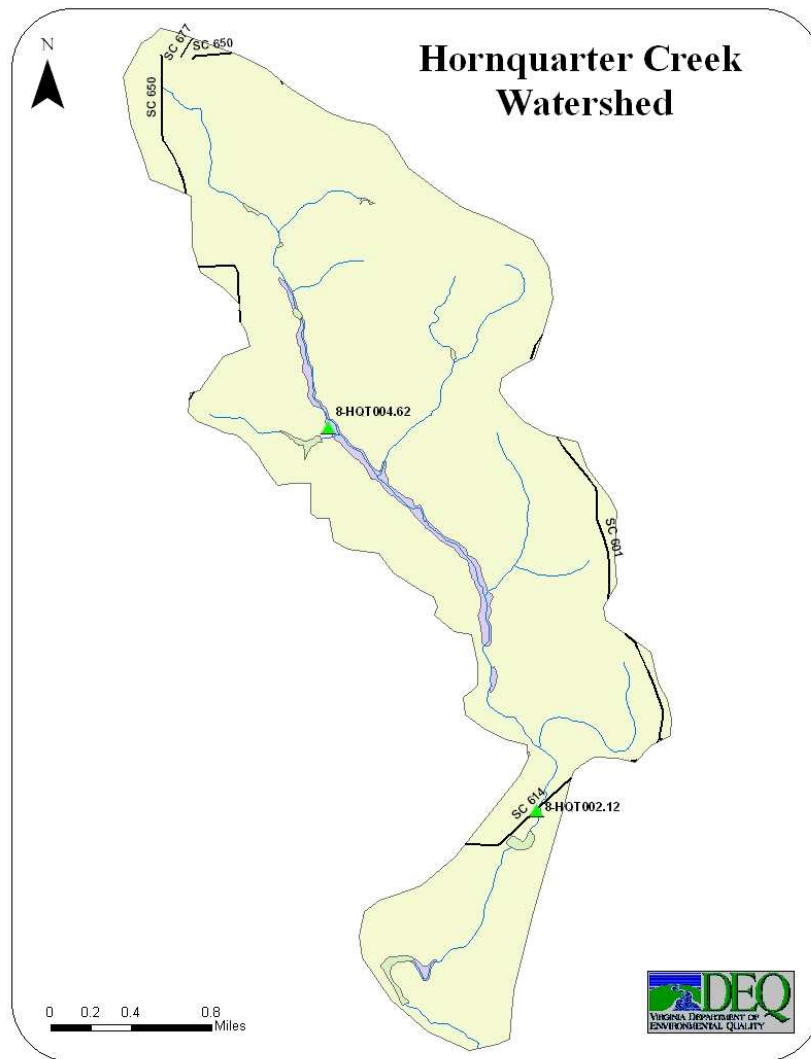 Hornquarter Creek
Watershed
N
SC 677
SC 650
SC 650
8-HQT004.62
SC 601
SC 614
8-HQT002.12
0 0.2 0.4 0.8
Miles
DEQ
VIRGINIA DEPARTMENT OF
ENVIRONMENTAL QUALITY